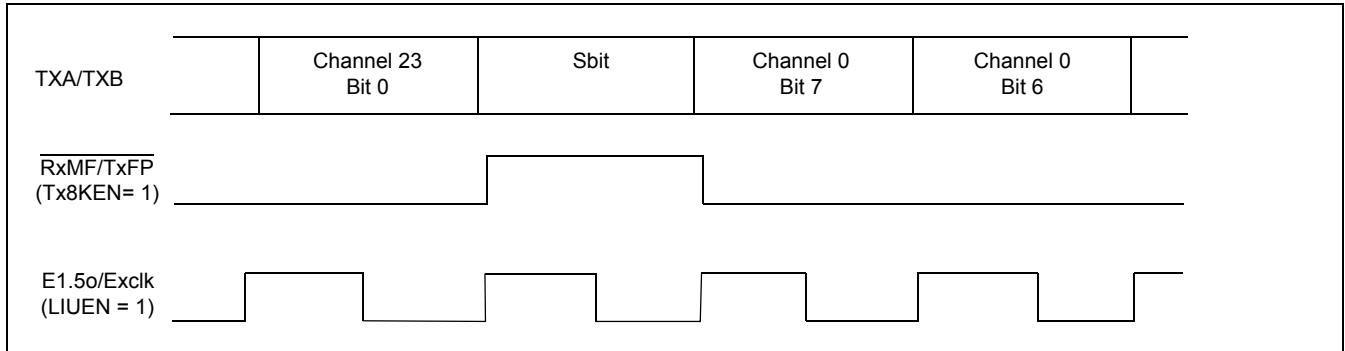 TXA/TXB
Channel 23
Bit 0
Sbit
Channel 0
Bit 7
Channel 0
Bit 6
RxMF/TxFP
(Tx8KEN= 1)
E1.5o/Exclk
(LIUEN = 1)